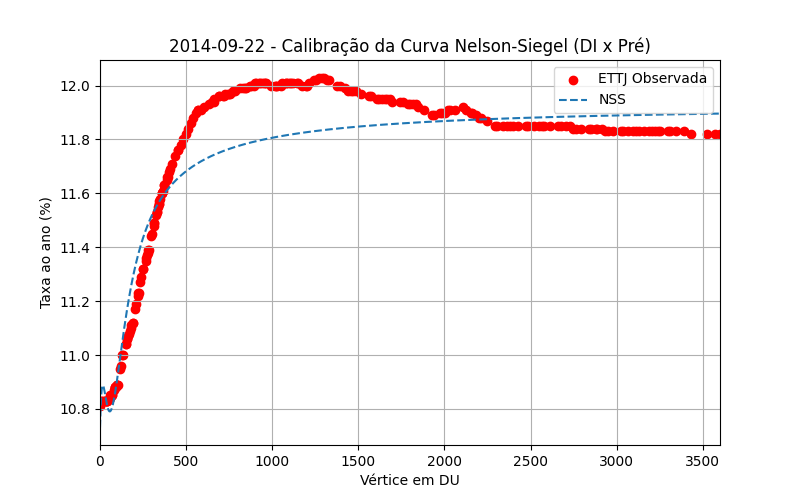 2014-09-22 - Calibração da Curva Nelson-Siegel (DI x Pré)
ETTJ Observada
NSS
Taxa ao ano (%)
12.0
11.8
11.6
11.4
11.2
11.0
10.8
0 500 1000 1500 2000 2500 3000 3500
Vértice em DU